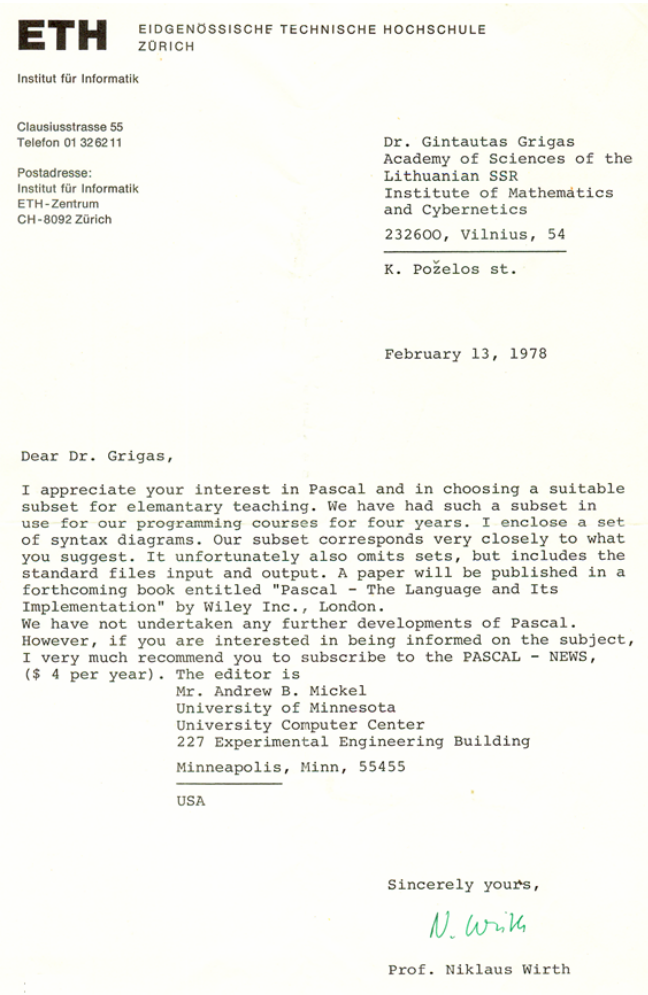 ETH EIDGENÖSSISCHE TECHNISCHE HOCHSCHULE
ZÜRICH
Institut für Informatik
Clausiusstrasse 55
Telefon 01 32 62 11
Postadresse:
Institut für Informatik
ETH-Zentrum
CH-8092 Zürich
Dr. Gintautas Grigas
Academy of Sciences of the
Lithuanian SSR
Institute of Mathematics
and Cybernetics
232600, Vilnius, 54
K. Poželos st.
February 13, 1978
Dear Dr. Grigas,
I appreciate your interest in Pascal and in choosing a suitable
subset for elemantary teaching. We have had such a subset in
use for our programming courses for four years. I enclose a set
of syntax diagrams. Our subset corresponds very closely to what
you suggest. It unfortunately also omits sets, but includes the
standard files input and output. A paper will be published in a
forthcoming book entitled "Pascal - The Language and Its
Implementation" by Wiley Inc., London.
We have not undertaken any further developments of Pascal.
However, if you are interested in being informed on the subject,
I very much recommend you to subscribe to the PASCAL - NEWS,
($ 4 per year). The editor is
Mr. Andrew B. Mickel
University of Minnesota
University Computer Center
227 Experimental Engineering Building
Minneapolis, Minn, 55455
USA
Sincerely yours,
N. Wirth
Prof. Niklaus Wirth